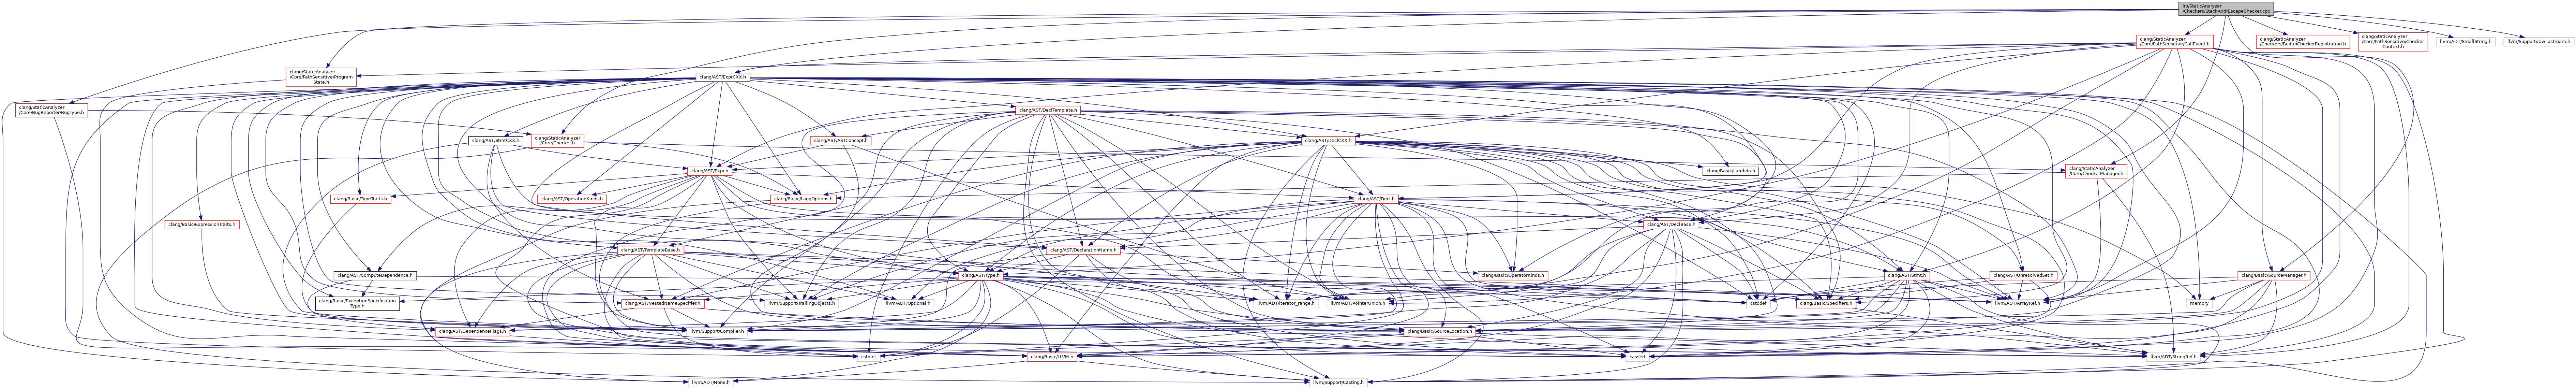 lib/StaticAnalyzer
/Checkers/StackAddrEscapeChecker.cpp
clang/StaticAnalyzer
/Core/PathSensitive/CallEvent.h
clang/StaticAnalyzer
/Checkers/BuiltinCheckerRegistration.h
clang/StaticAnalyzer
/Core/PathSensitive/Checker
Context.h
llvm/ADT/SmallString.h
llvm/Support/raw_ostream.h
clang/StaticAnalyzer
/Core/PathSensitive/Program
State.h
clang/AST/ExprCXX.h
clang/StaticAnalyzer
/Core/BugReporter/BugType.h
clang/AST/DeclTemplate.h
clang/AST/StmtCXX.h
clang/StaticAnalyzer
/Core/Checker.h
clang/AST/ASTConcept.h
clang/AST/DeclCXX.h
clang/AST/Expr.h
clang/Basic/Lambda.h
clang/StaticAnalyzer
/Core/CheckerManager.h
clang/Basic/TypeTraits.h
clang/AST/OperationKinds.h
clang/Basic/LangOptions.h
clang/AST/Decl.h
clang/Basic/ExpressionTraits.h
clang/AST/DeclBase.h
clang/AST/TemplateBase.h
clang/AST/DeclarationName.h
clang/AST/ComputeDependence.h
clang/AST/Type.h
clang/Basic/OperatorKinds.h
clang/AST/Stmt.h
clang/AST/UnresolvedSet.h
clang/Basic/SourceManager.h
clang/Basic/ExceptionSpecification
Type.h
clang/AST/NestedNameSpecifier.h
llvm/Support/TrailingObjects.h
llvm/ADT/Optional.h
llvm/ADT/iterator_range.h
llvm/ADT/PointerUnion.h
cstddef
clang/Basic/Specifiers.h
llvm/ADT/ArrayRef.h
memory
clang/AST/DependenceFlags.h
llvm/Support/Compiler.h
clang/Basic/SourceLocation.h
cstdint
clang/Basic/LLVM.h
cassert
llvm/ADT/StringRef.h
llvm/ADT/None.h
llvm/Support/Casting.h